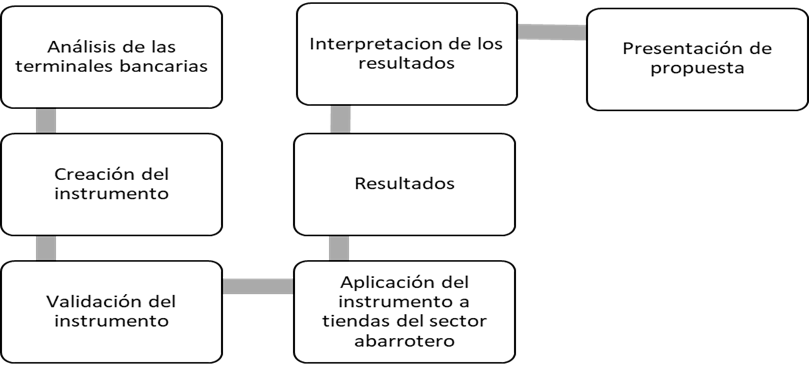 Análisis de las
terminales bancarias
Creación del
instrumento
Validación del
instrumento
Aplicación del
instrumento a
tiendas del sector
abarrotero
Resultados
Interpretacion de los
resultados
Presentación de
propuesta